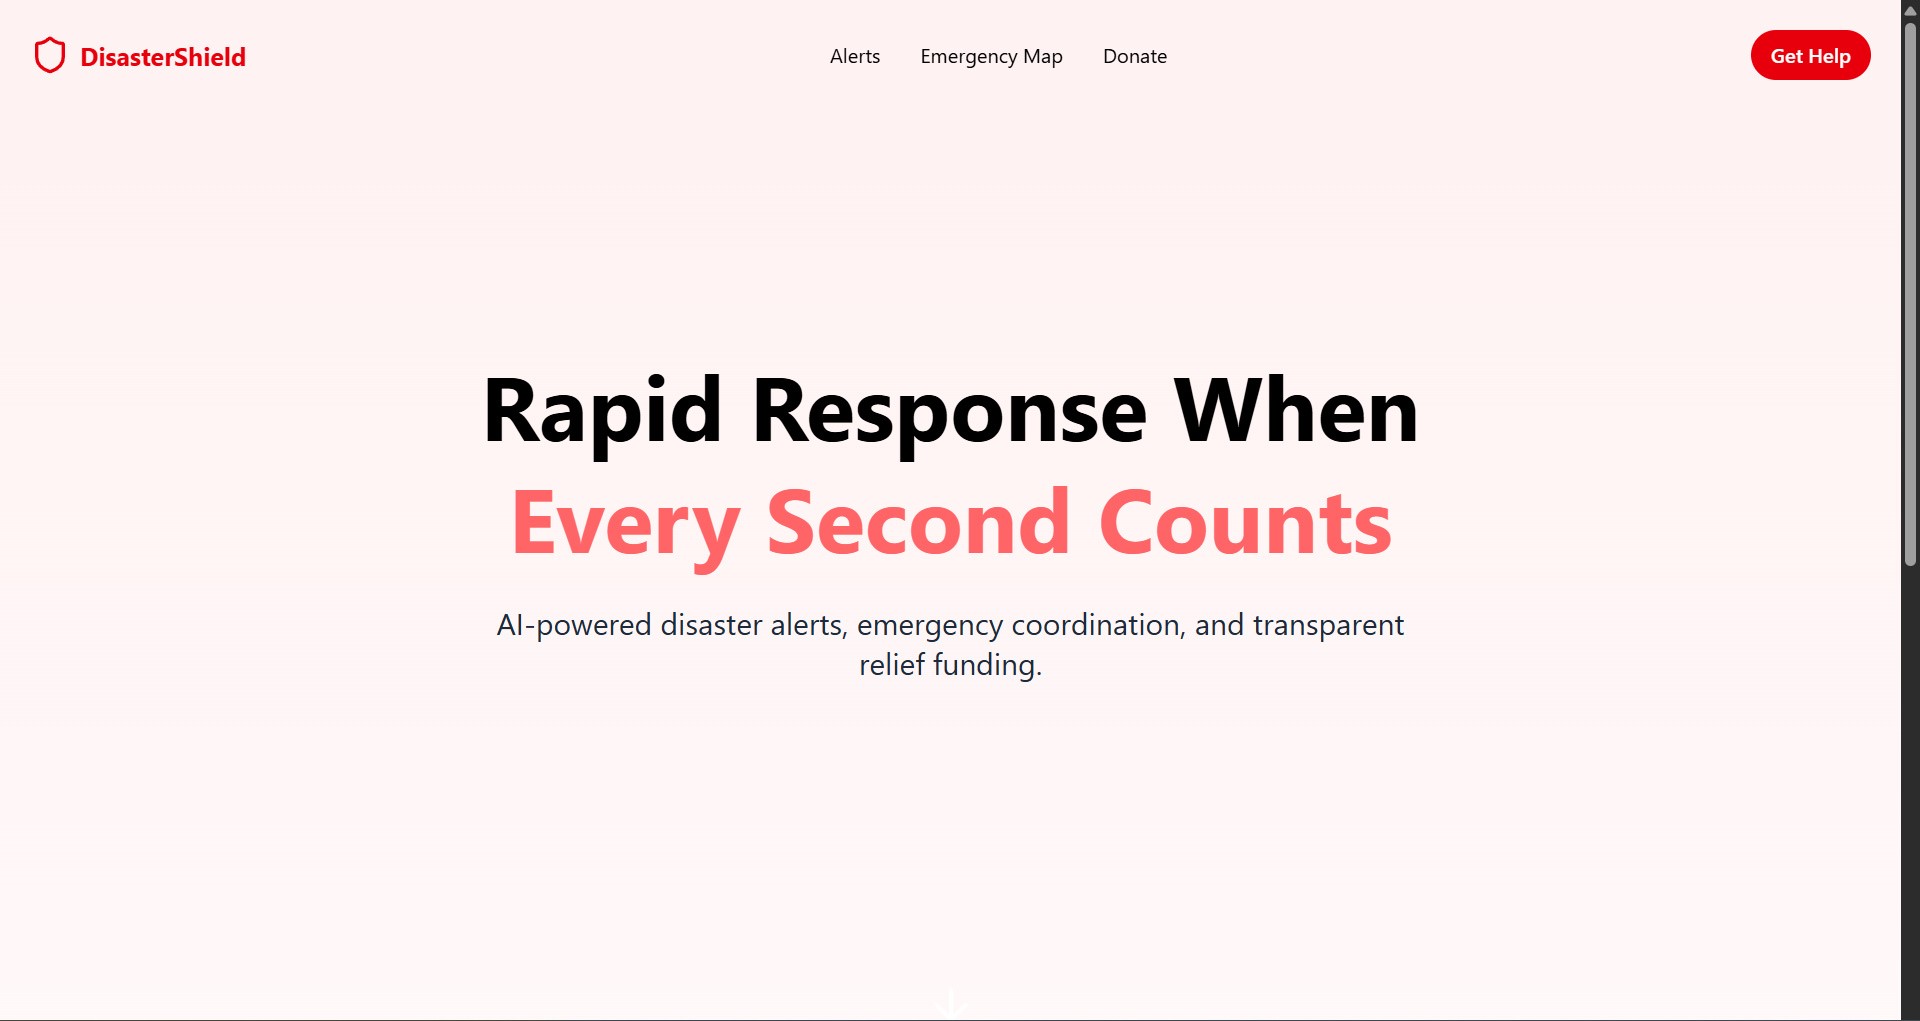 DisasterShield
Alerts
Emergency Map
Donate
Get Help
Rapid Response When
Every Second Counts
AI-powered disaster alerts, emergency coordination, and transparent
relief funding.